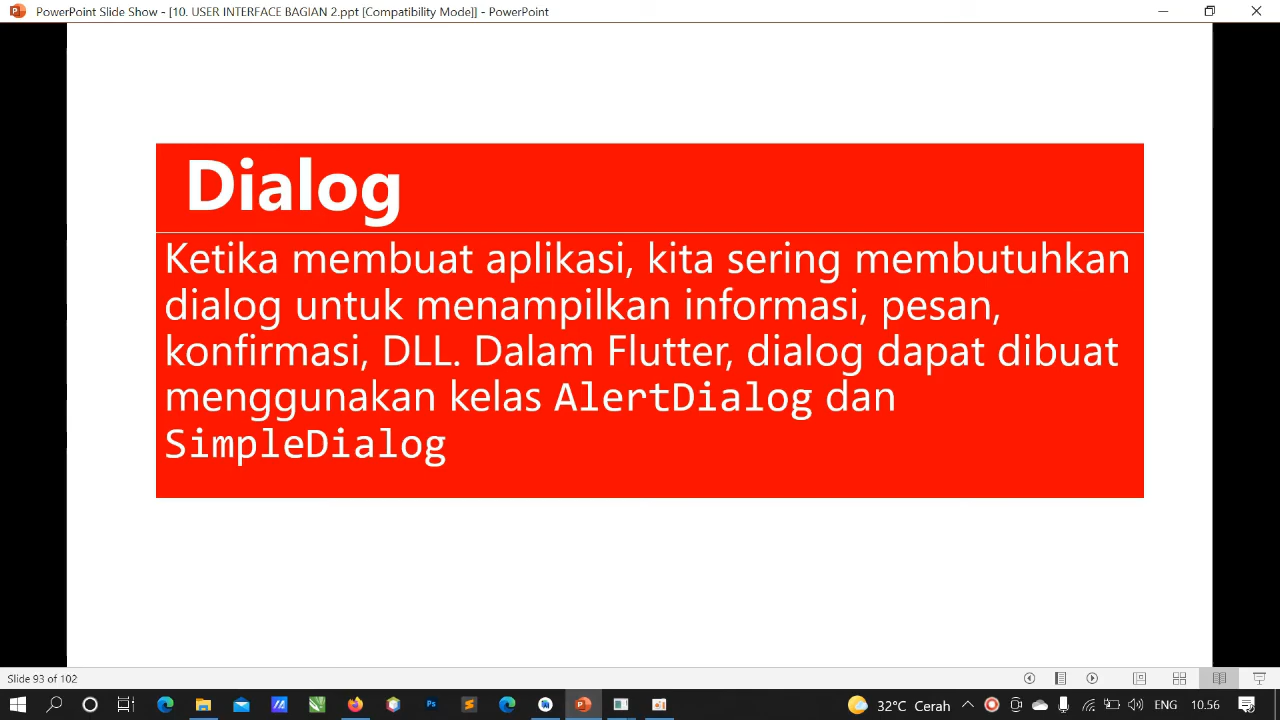 PowerPoint Slide Show - [10. USER INTERFACE BAGIAN 2.ppt [Compatibility Mode]] - PowerPoint
Dialog
Ketika membuat aplikasi, kita sering membutuhkan
dialog untuk menampilkan informasi, pesan,
konfirmasi, DLL. Dalam Flutter, dialog dapat dibuat
menggunakan kelas AlertDialog dan
SimpleDialog
Slide 93 of 102
32°C Cerah
ENG
10.56